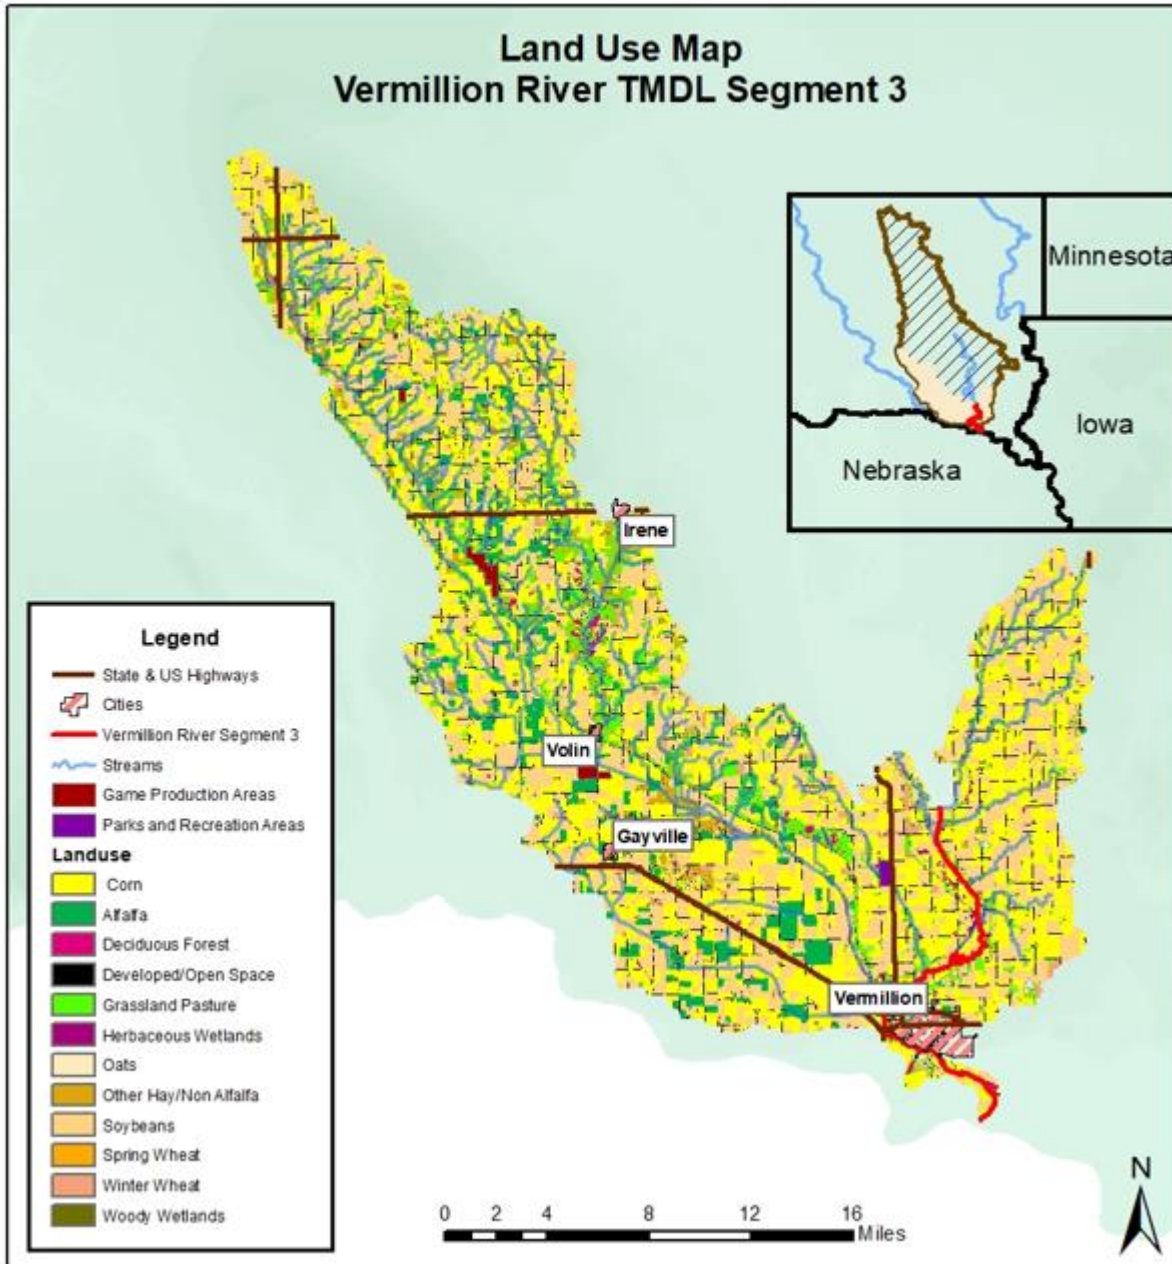 Land Use Map
Vermillion River TMDL Segment 3
Minnesota
Iowa
Nebraska
Irene
Volin
Gayville
Vermillion
Legend
State & US Highways
Cities
Vermillion River Segment 3
Streams
Game Production Areas
Parks and Recreation Areas
Landuse
Corn
Alfalfa
Deciduous Forest
Developed/Open Space
Grassland Pasture
Herbaceous Wetlands
Oats
Other Hay/Non Alfalfa
Soybeans
Spring Wheat
Winter Wheat
Woody Wetlands
0 2 4 8 12 16
Miles
N